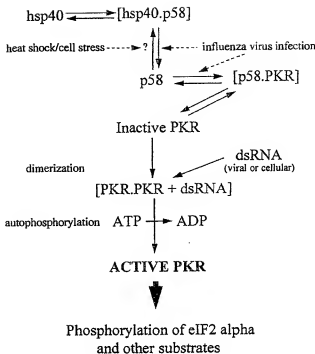 hsp40 [hsp40.p58]
heat shock/cell stress ? influenza virus infection
p58 [p58.PKR]
Inactive PKR
dsRNA
(viral or cellular)
dimerization
[PKR.PKR + dsRNA]
autophosphorylation ATP ADP
ACTIVE PKR
Phosphorylation of eIF2 alpha
and other substrates